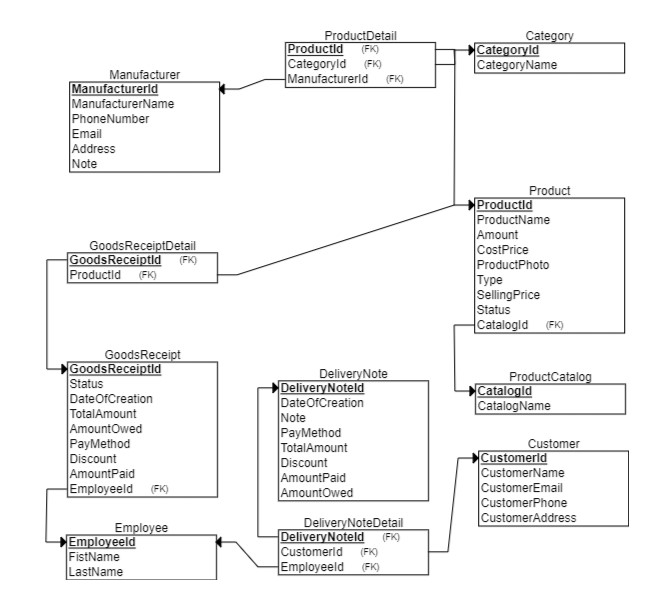 ProductDetail
ProductId (FK)
CategoryId (FK)
ManufacturerId (FK)
Category
CategoryId
CategoryName
Manufacturer
ManufacturerId
ManufacturerName
PhoneNumber
Email
Address
Note
Product
ProductId
ProductName
Amount
CostPrice
ProductPhoto
Type
SellingPrice
Status
CatalogId (FK)
GoodsReceiptDetail
GoodsReceiptId (FK)
ProductId (FK)
GoodsReceipt
GoodsReceiptId
Status
DateOfCreation
TotalAmount
AmountOwed
PayMethod
Discount
AmountPaid
EmployeeId (FK)
DeliveryNote
DeliveryNoteId
DateOfCreation
Note
PayMethod
TotalAmount
Discount
AmountPaid
AmountOwed
ProductCatalog
CatalogId
CatalogName
Customer
CustomerId
CustomerName
CustomerEmail
CustomerPhone
CustomerAddress
Employee
EmployeeId
FistName
LastName
DeliveryNoteDetail
DeliveryNoteId (FK)
CustomerId (FK)
EmployeeId (FK)